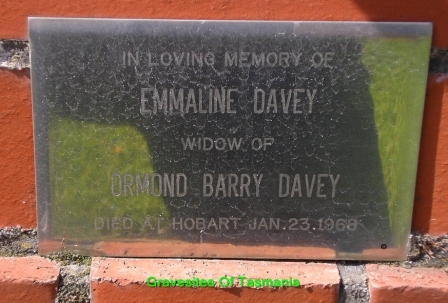 IN LOVING MEMORY OF
EMMALINE DAVEY
WIDOW OF
ORMOND BARRY DAVEY
DIED AT HOBART JAN.23.1968
Gravesites Of Tasmania